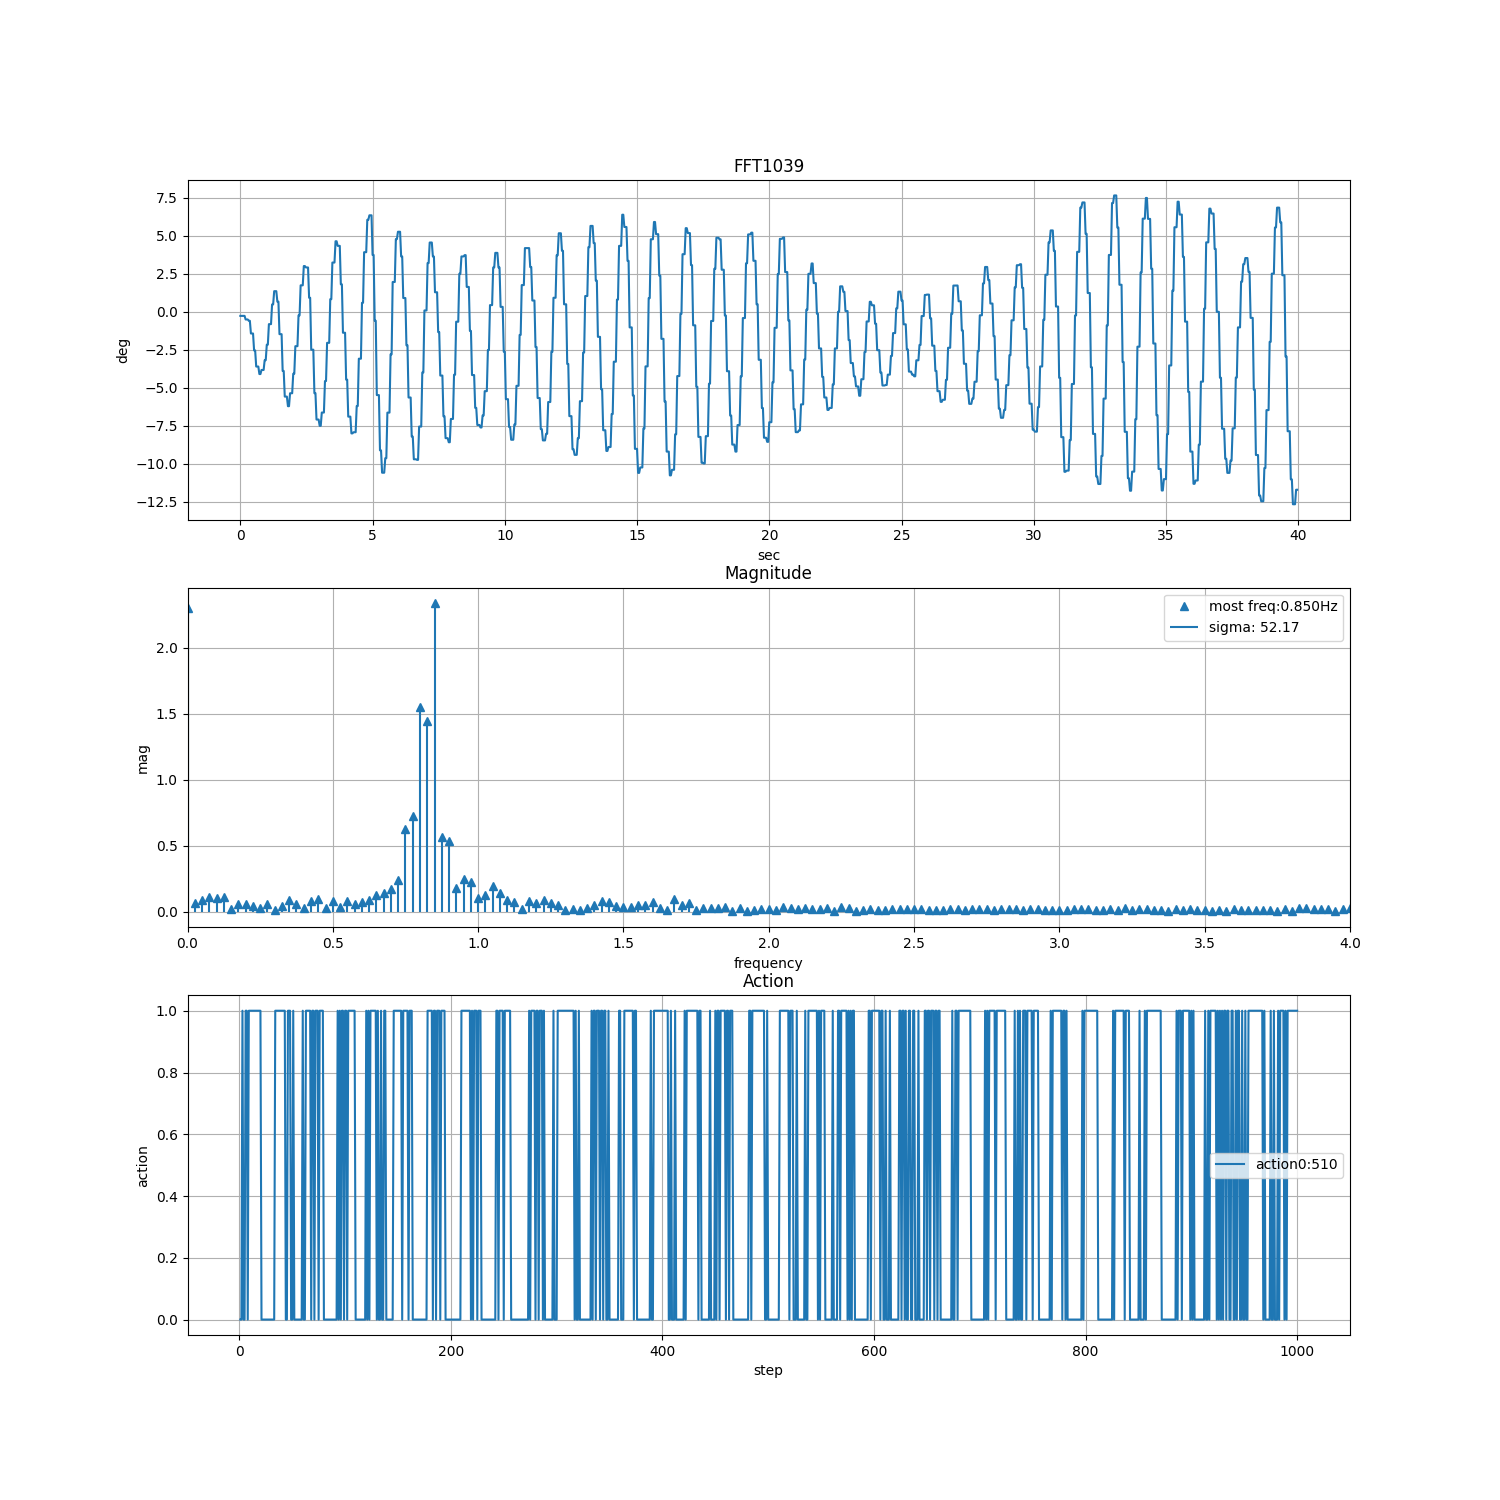 FFT1039
deg
7.5
5.0
2.5
0.0
−2.5
−5.0
−7.5
−10.0
−12.5
0 5 10 15 20 25 30 35 40
sec
Magnitude
mag
2.0
1.5
1.0
0.5
0.0
most freq:0.850Hz
sigma: 52.17
0.0 0.5 1.0 1.5 2.0 2.5 3.0 3.5 4.0
frequency
Action
action
1.0
0.8
0.6
0.4
0.2
0.0
action0:510
0 200 400 600 800 1000
step